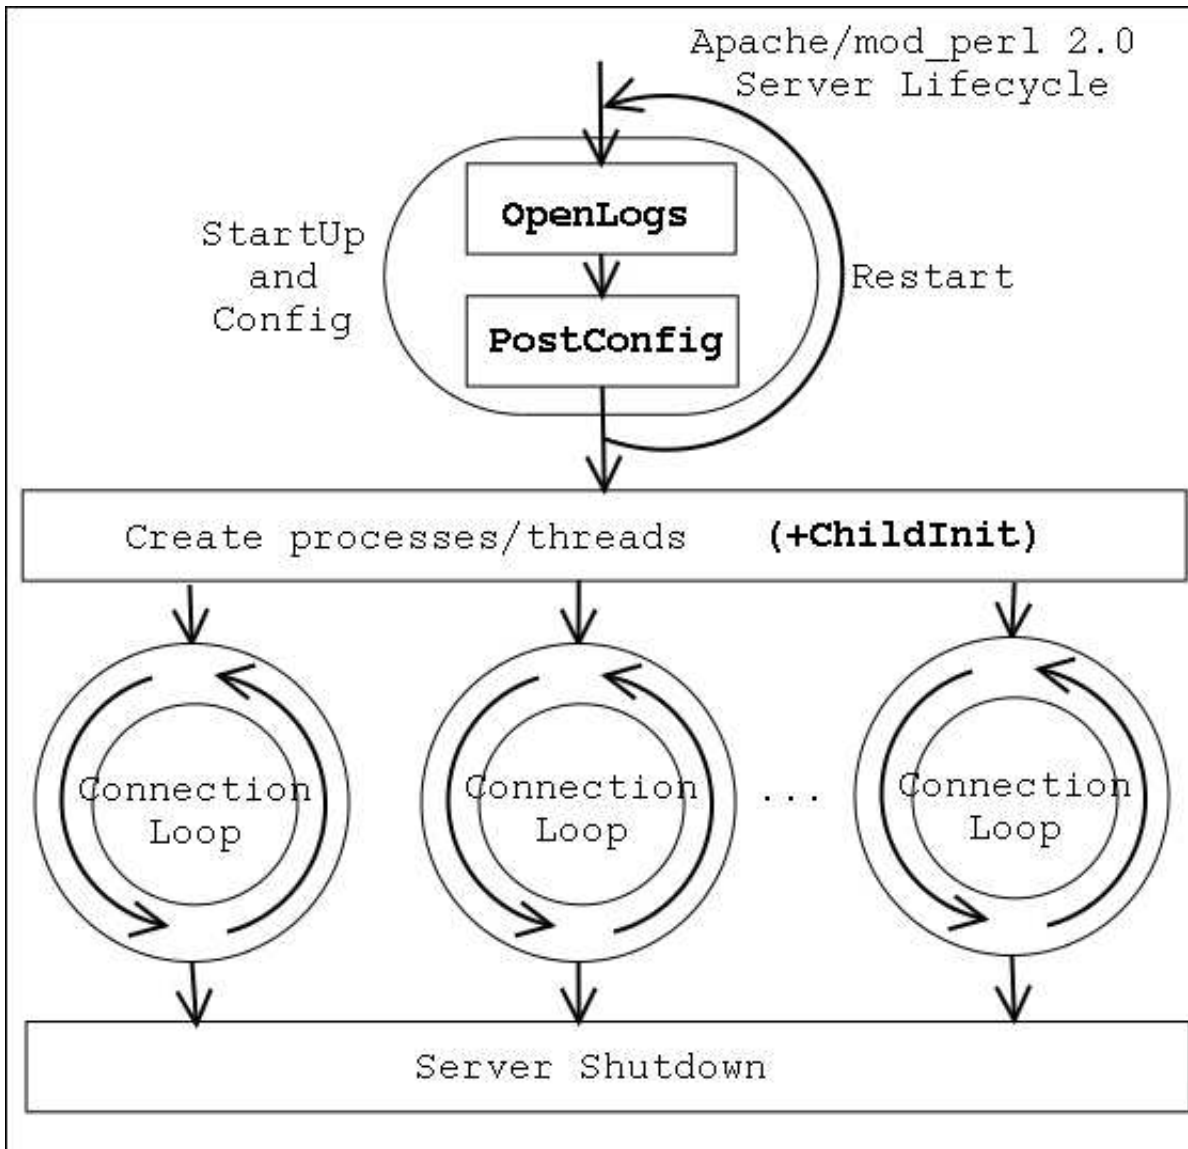 Apache/mod_perl 2.0
Server Lifecycle
OpenLogs
StartUp
and
Config
Restart
PostConfig
Create processes/threads (+ChildInit)
Connection
Loop
Connection
Loop
...
Connection
Loop
Server Shutdown